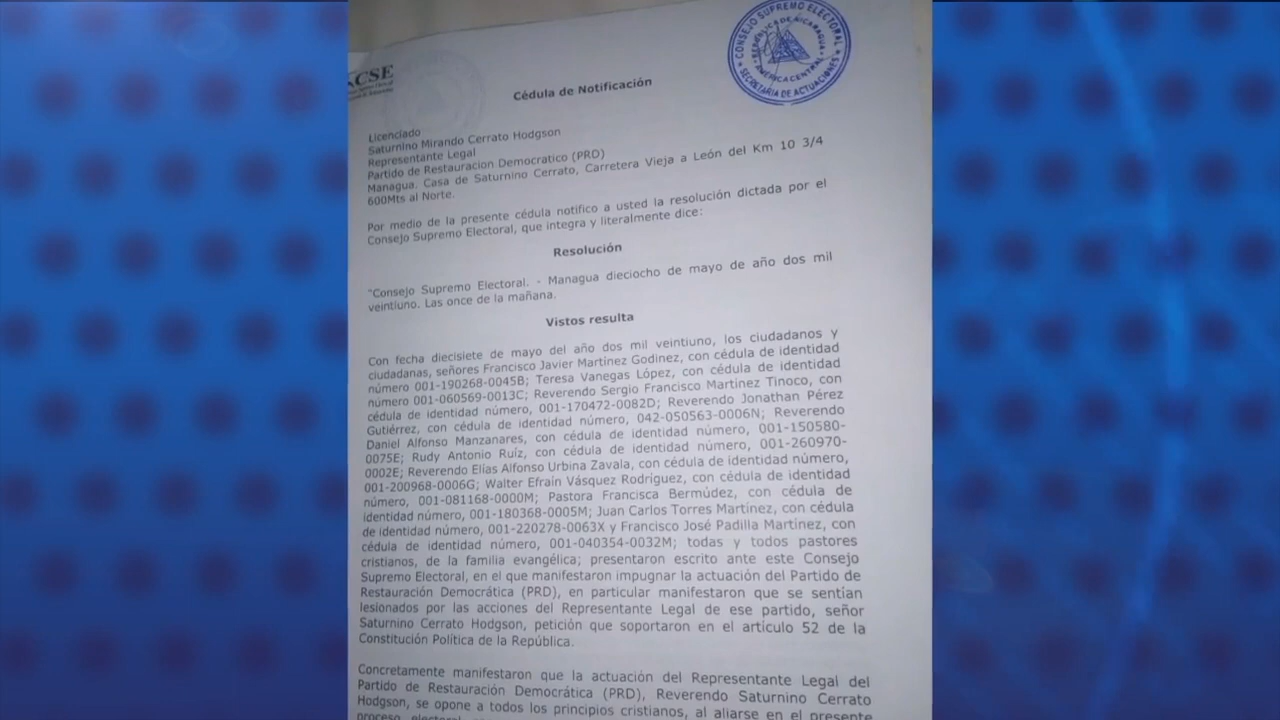 CONSEJO SUPREMO ELECTORAL
REPÚBLICA DE NICARAGUA
AMÉRICA CENTRAL
SECRETARIA DE ACTUACIONES
CSE
Cédula de Notificación
Licenciado
Saturnino Mirando Cerrato Hodgson
Representante Legal
Partido de Restauracion Democratico (PRD)
Managua. Casa de Saturnino Cerrato, Carretera Vieja a León del Km 10 3/4
600Mts al Norte.
Por medio de la presente cédula notifico a usted la resolución dictada por el
Consejo Supremo Electoral, que integra y literalmente dice:
Resolución
"Consejo Supremo Electoral. - Managua dieciocho de mayo de año dos mil
veintiuno. Las once de la mañana.
Vistos resulta
Con fecha diecisiete de mayo del año dos mil veintiuno, los ciudadanos y
ciudadanas, señores Francisco Javier Martínez Godinez, con cédula de identidad
número 001-190268-0045B; Teresa Vanegas López, con cédula de identidad
número 001-060569-0013C; Reverendo Sergio Francisco Martinez Tinoco, con
cédula de identidad número, 001-170472-0082D; Reverendo Jonathan Pérez
Gutiérrez, con cédula de identidad número, 042-050563-0006N; Reverendo
Daniel Alfonso Manzanares, con cédula de identidad número, 001-150580-
0075E; Rudy Antonio Ruíz, con cédula de identidad número, 001-260970-
0002E; Reverendo Elías Alfonso Urbina Zavala, con cédula de identidad número,
001-200968-0006G; Walter Efraín Vásquez Rodriguez, con cédula de identidad
número, 001-081168-0000M; Pastora Francisca Bermúdez, con cédula de
identidad número, 001-180368-0005M; Juan Carlos Torres Martínez, con cédula
de identidad número, 001-220278-0063X y Francisco José Padilla Martínez, con
cédula de identidad número, 001-040354-0032M; todas y todos pastores
cristianos, de la familia evangélica; presentaron escrito ante este Consejo
Supremo Electoral, en el que manifestaron impugnar la actuación del Partido de
Restauración Democrática (PRD), en particular manifestaron que se sentían
lesionados por las acciones del Representante Legal de ese partido, señor
Saturnino Cerrato Hodgson, petición que soportaron en el artículo 52 de la
Constitución Política de la República.
Concretamente manifestaron que la actuación del Representante Legal del
Partido de Restauración Democrática (PRD), Reverendo Saturnino Cerrato
Hodgson, se opone a todos los principios cristianos, al aliarse en el presente
proceso electoral